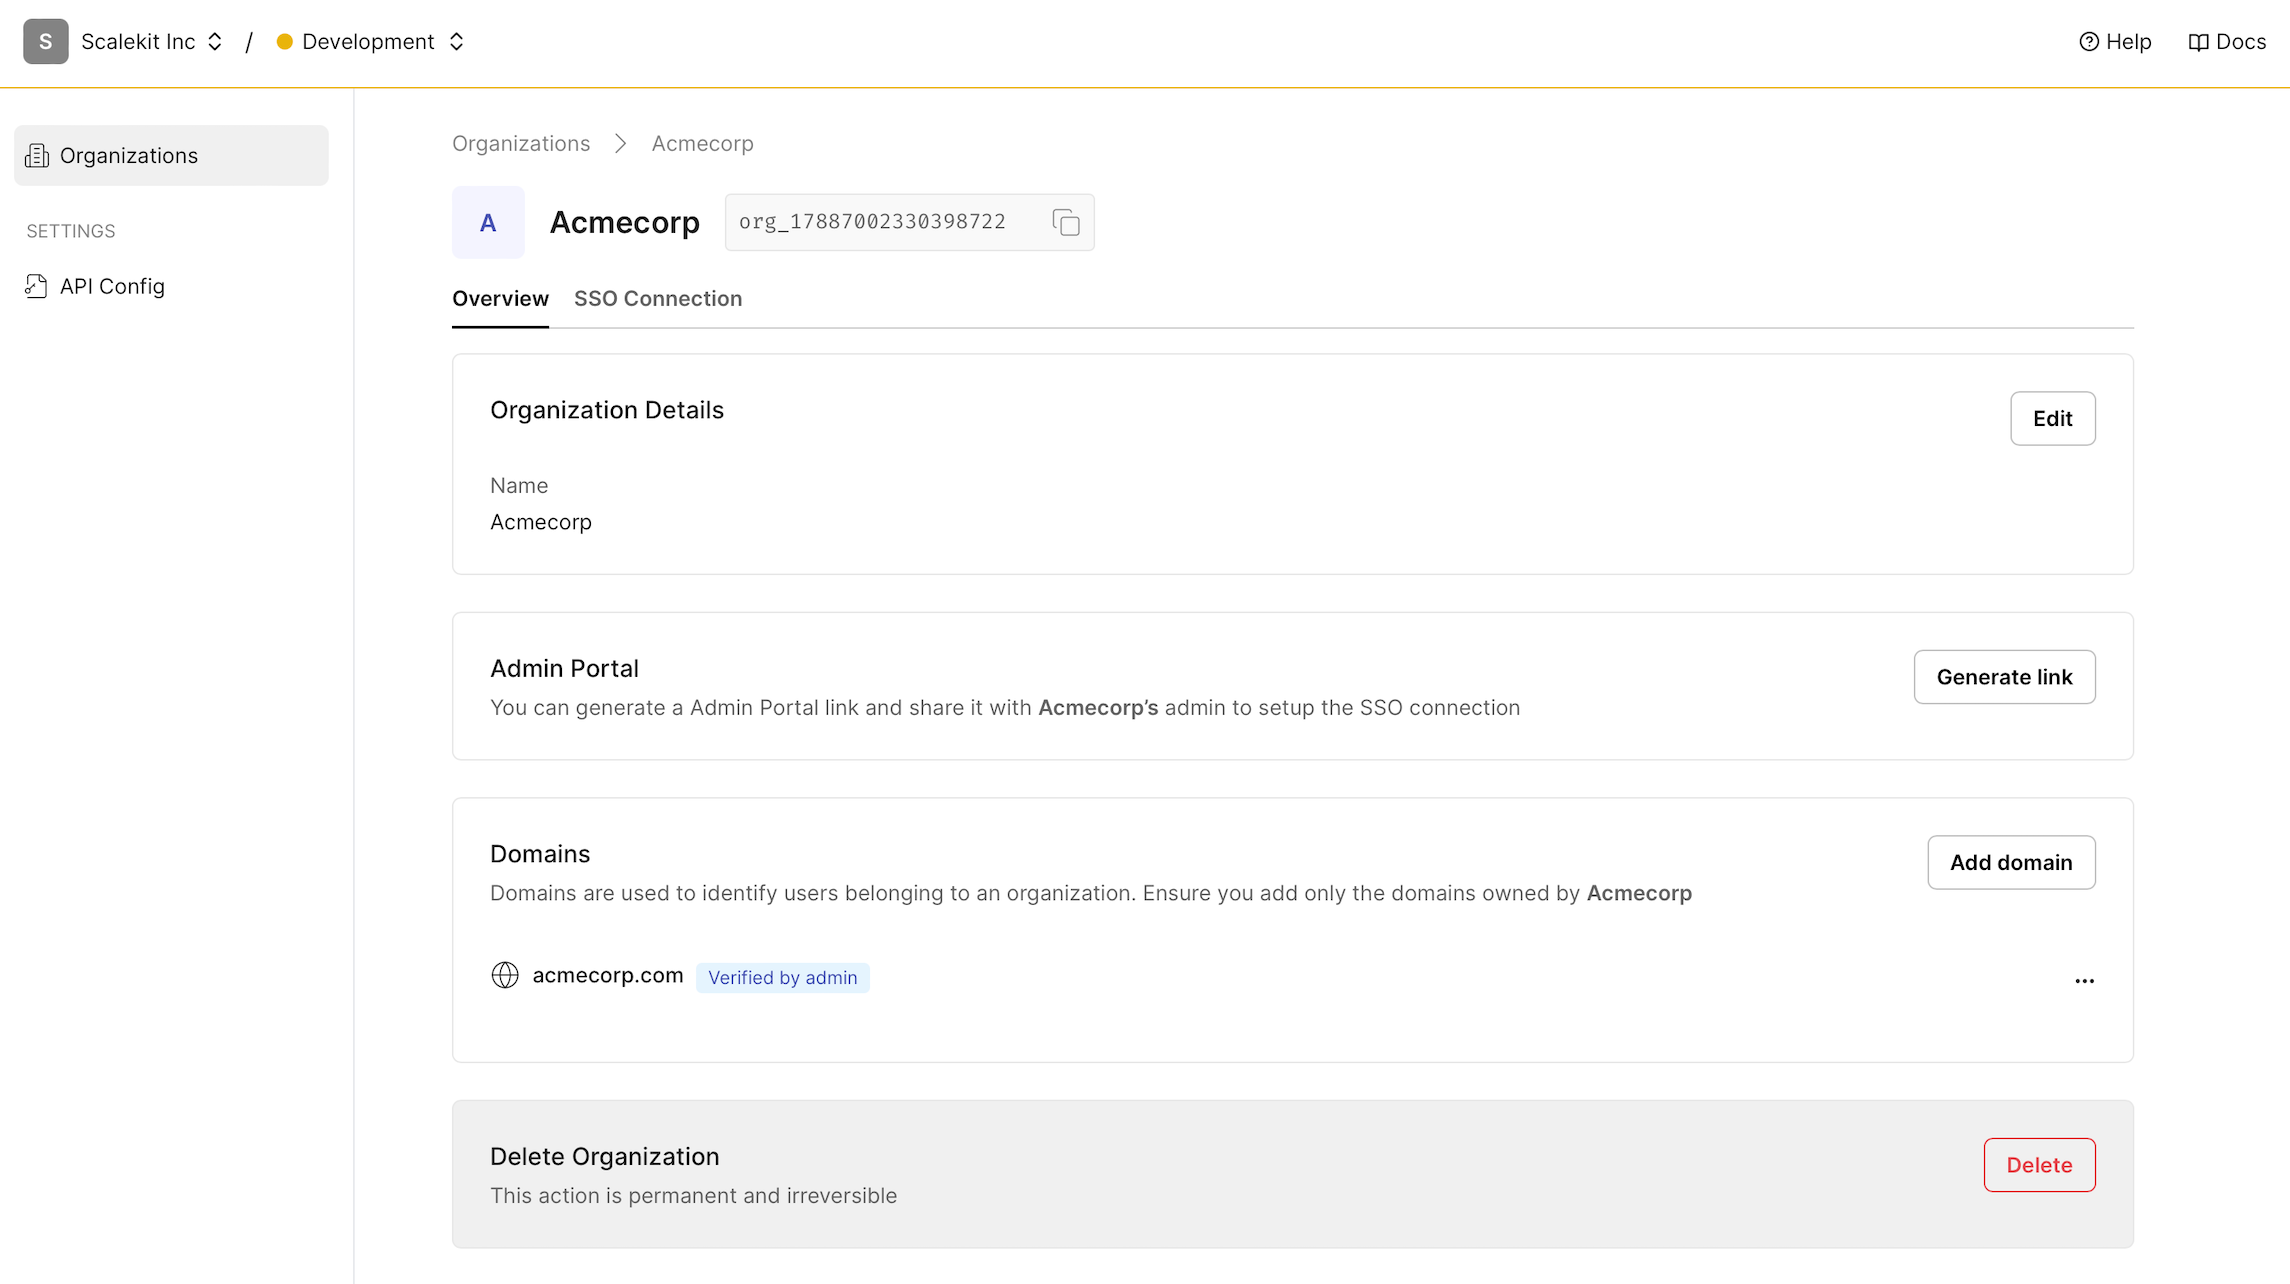 S Scalekit Inc / Development Help Docs
Organizations
SETTINGS
API Config
Organizations Acmecorp
A Acmecorp org_17887002330398722
Overview SSO Connection
Organization Details Edit
Name
Acmecorp
Admin Portal Generate link
You can generate a Admin Portal link and share it with Acmecorp’s admin to setup the SSO connection
Domains Add domain
Domains are used to identify users belonging to an organization. Ensure you add only the domains owned by Acmecorp
acmecorp.com Verified by admin ...
Delete Organization Delete
This action is permanent and irreversible